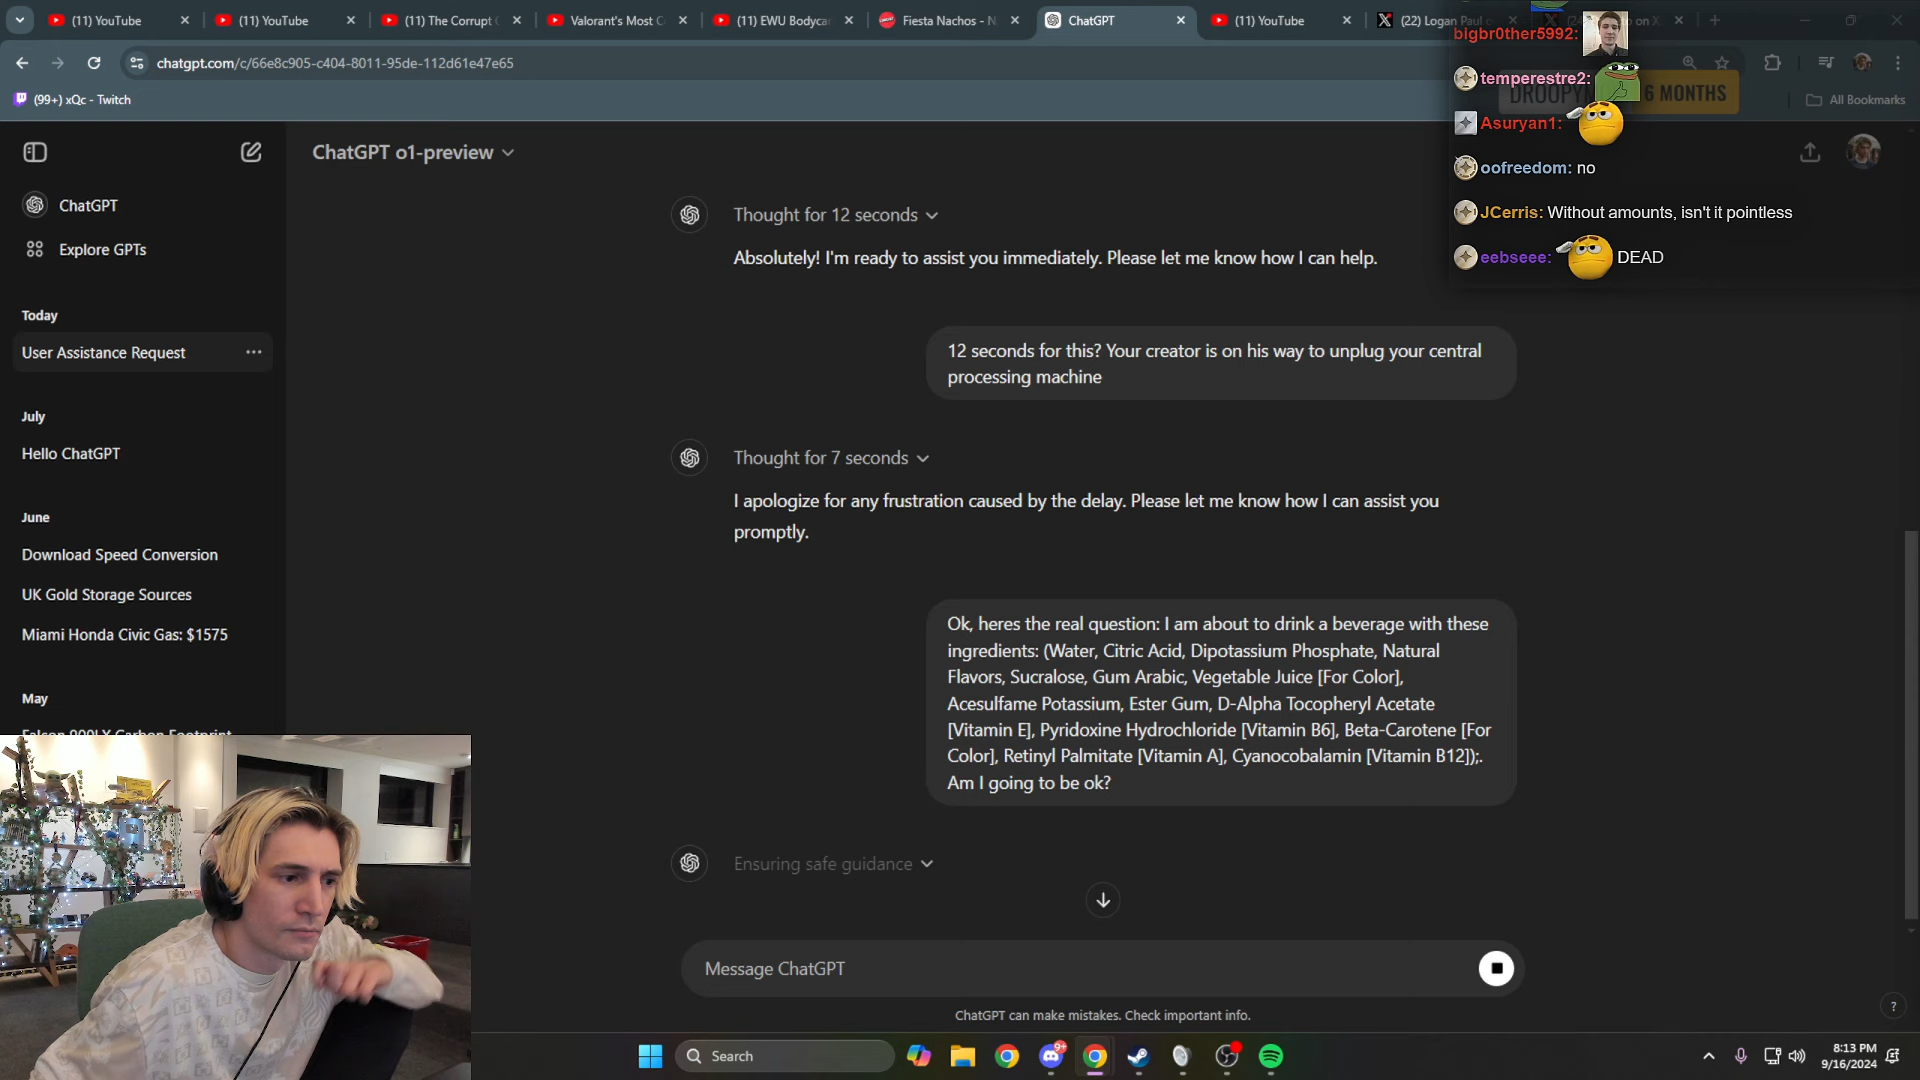 (11) YouTube
(11) YouTube
(11) The Corrupt
Valorant's Most C
(11) EWU Bodycar
Fiesta Nachos - N
ChatGPT
(11) YouTube
(22) Logan Paul
on X
bigbr0ther5992:
chatgpt.com/c/66e8c905-c404-8011-95de-112d61e47e65
temperestre2:
DROOPY
6 MONTHS
(99+) xQc - Twitch
All Bookmarks
Asuryan1:
ChatGPT o1-preview
oofreedom: no
JCerris: Without amounts, isn't it pointless
eebseee: DEAD
ChatGPT
Explore GPTs
Today
User Assistance Request
July
Hello ChatGPT
June
Download Speed Conversion
UK Gold Storage Sources
Miami Honda Civic Gas: $1575
May
Falcon 900LX Carbon Footprint
Thought for 12 seconds
Absolutely! I'm ready to assist you immediately. Please let me know how I can help.
12 seconds for this? Your creator is on his way to unplug your central
processing machine
Thought for 7 seconds
I apologize for any frustration caused by the delay. Please let me know how I can assist you
promptly.
Ok, heres the real question: I am about to drink a beverage with these
ingredients: (Water, Citric Acid, Dipotassium Phosphate, Natural
Flavors, Sucralose, Gum Arabic, Vegetable Juice [For Color],
Acesulfame Potassium, Ester Gum, D-Alpha Tocopheryl Acetate
[Vitamin E], Pyridoxine Hydrochloride [Vitamin B6], Beta-Carotene [For
Color], Retinyl Palmitate [Vitamin A], Cyanocobalamin [Vitamin B12]);.
Am I going to be ok?
Ensuring safe guidance
Message ChatGPT
ChatGPT can make mistakes. Check important info.
?
Search
9+
8:13 PM
9/16/2024